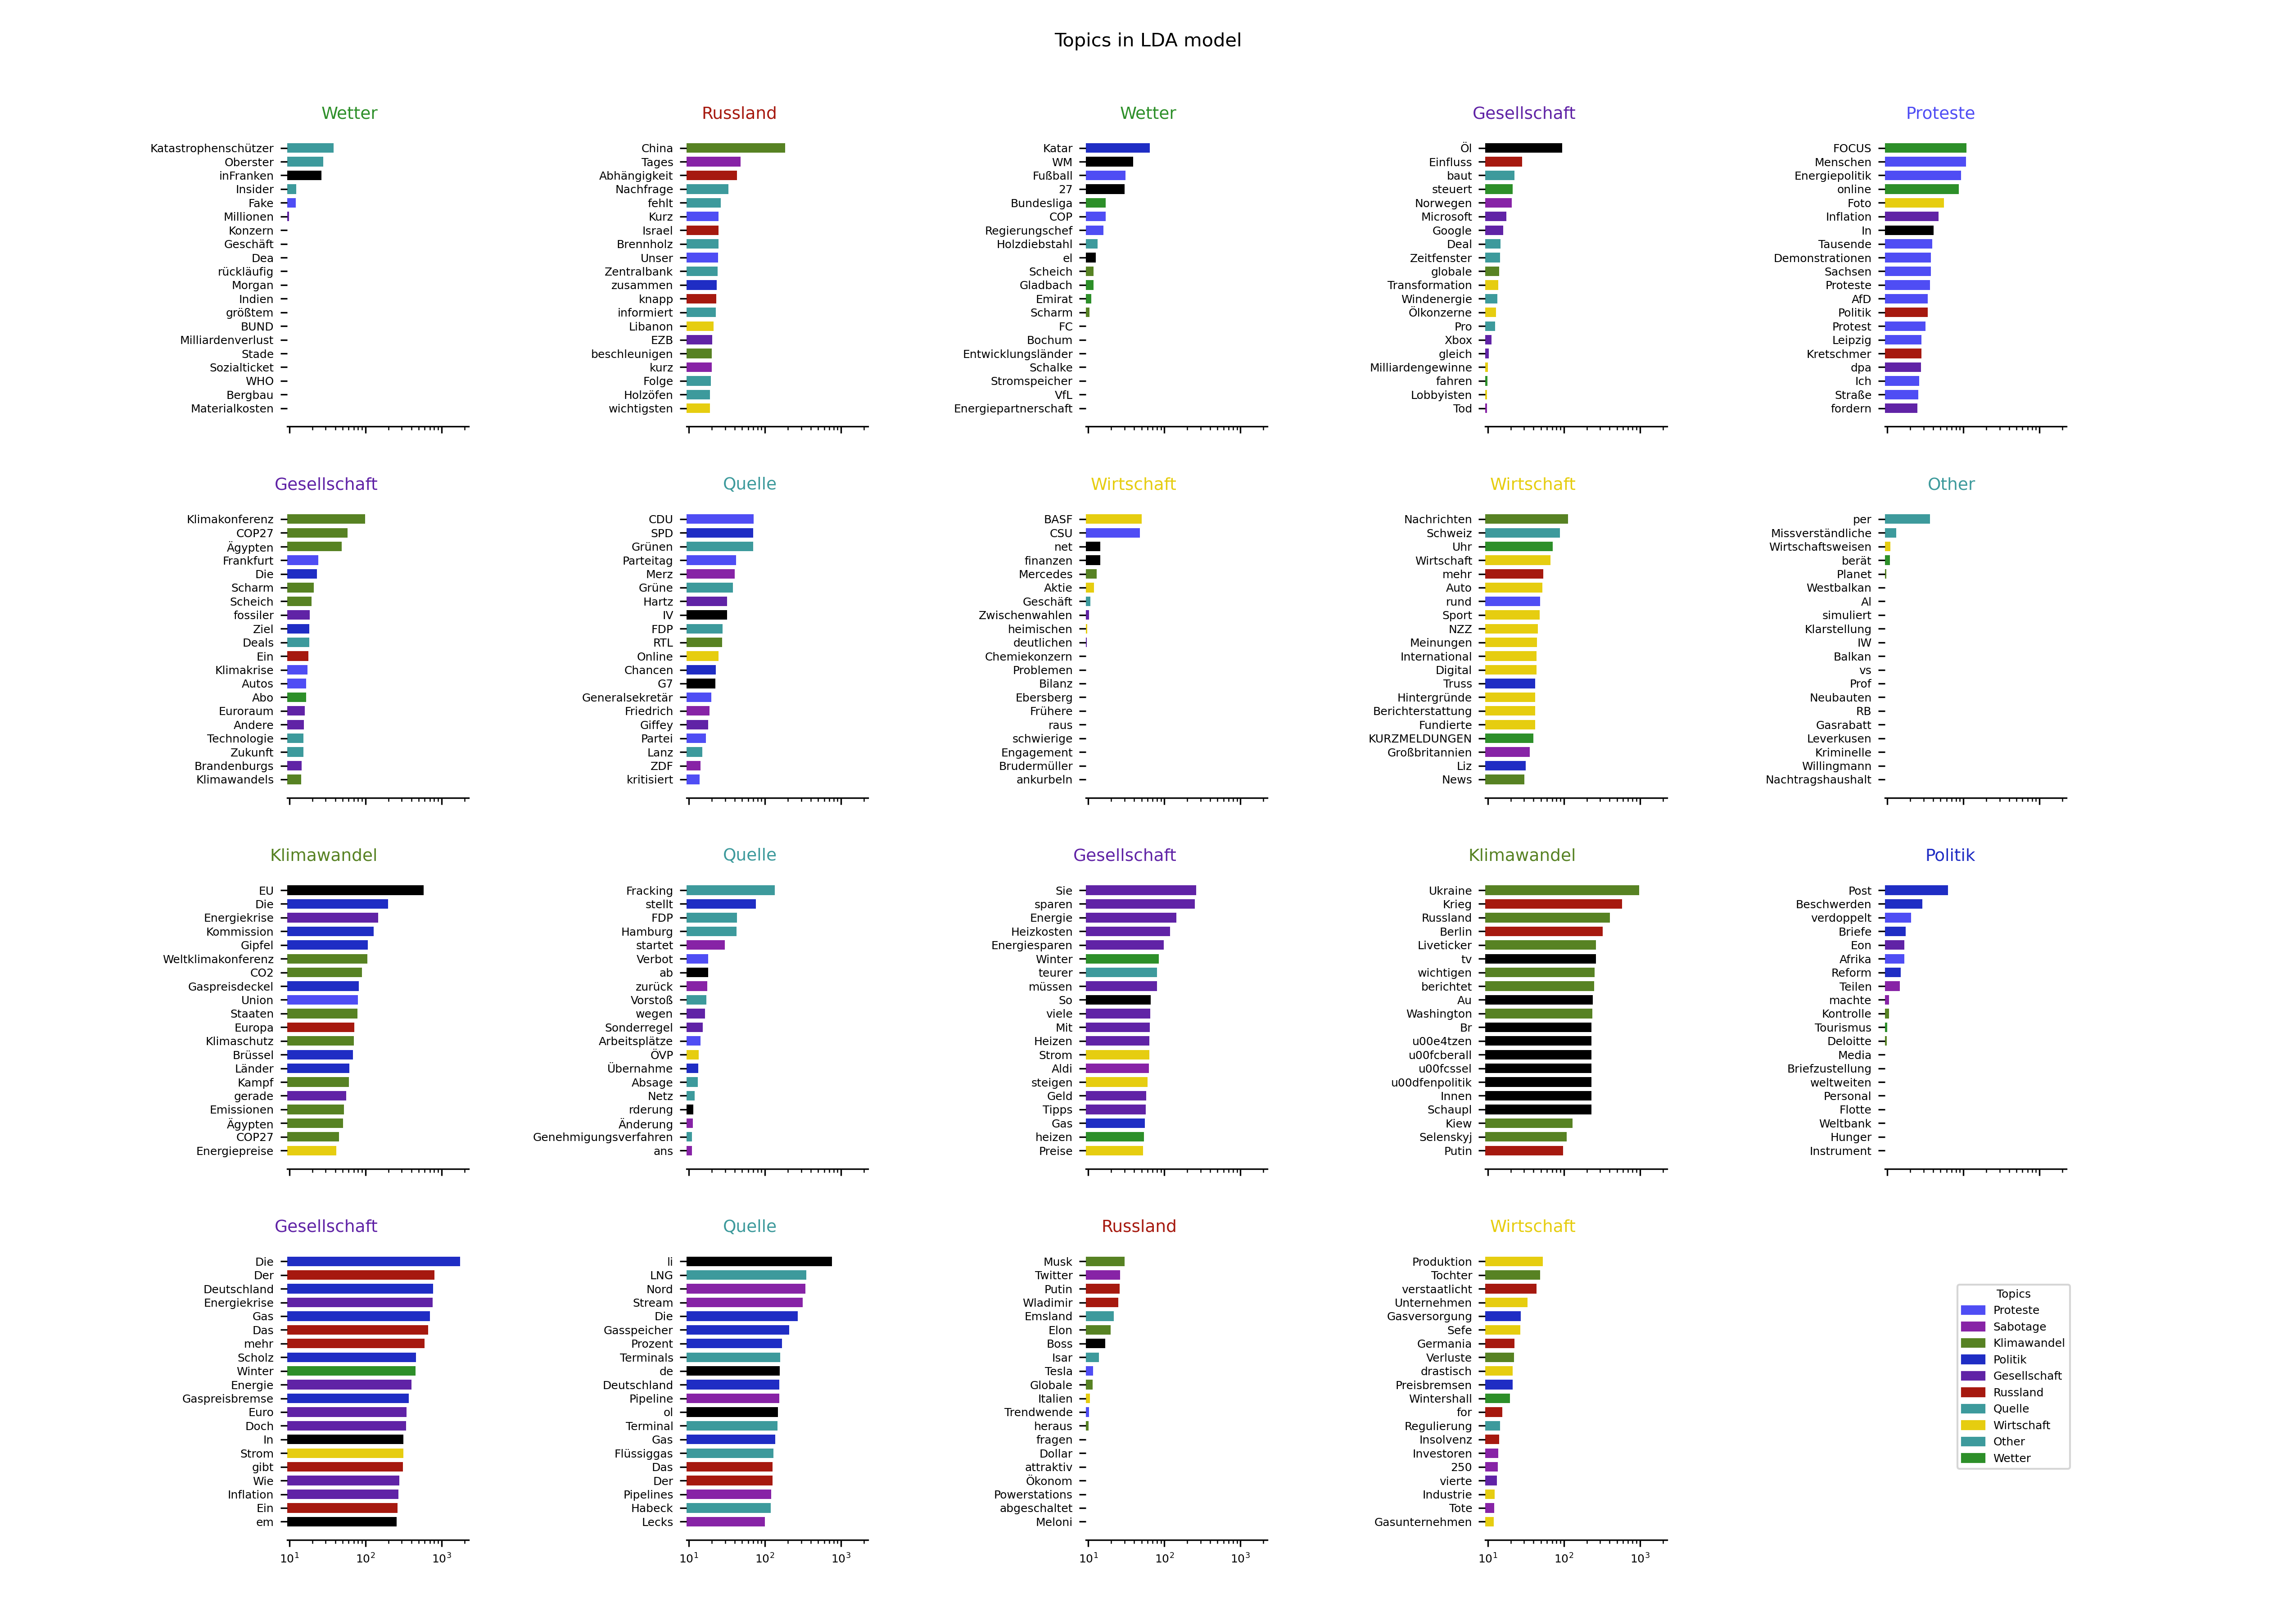 Topics in LDA model
Wetter
Katastrophenschützer
Oberster
inFranken
Insider
Fake
Millionen
Konzern
Geschäft
Dea
rückläufig
Morgan
Indien
größtem
BUND
Milliardenverlust
Stade
Sozialticket
WHO
Bergbau
Materialkosten
Russland
China
Tages
Abhängigkeit
Nachfrage
fehlt
Kurz
Israel
Brennholz
Unser
Zentralbank
zusammen
knapp
informiert
Libanon
EZB
beschleunigen
kurz
Folge
Holzöfen
wichtigsten
Wetter
Katar
WM
Fußball
27
Bundesliga
COP
Regierungschef
Holzdiebstahl
el
Scheich
Gladbach
Emirat
Scharm
FC
Bochum
Entwicklungsländer
Schalke
Stromspeicher
VfL
Energiepartnerschaft
Gesellschaft
Öl
Einfluss
baut
steuert
Norwegen
Microsoft
Google
Deal
Zeitfenster
globale
Transformation
Windenergie
Ölkonzerne
Pro
Xbox
gleich
Milliardengewinne
fahren
Lobbyisten
Tod
Proteste
FOCUS
Menschen
Energiepolitik
online
Foto
Inflation
In
Tausende
Demonstrationen
Sachsen
Proteste
AfD
Politik
Protest
Leipzig
Kretschmer
dpa
Ich
Straße
fordern
Gesellschaft
Klimakonferenz
COP27
Ägypten
Frankfurt
Die
Scharm
Scheich
fossiler
Ziel
Deals
Ein
Klimakrise
Autos
Abo
Euroraum
Andere
Technologie
Zukunft
Brandenburgs
Klimawandels
Quelle
CDU
SPD
Grünen
Parteitag
Merz
Grüne
Hartz
IV
FDP
RTL
Online
Chancen
G7
Generalsekretär
Friedrich
Giffey
Partei
Lanz
ZDF
kritisiert
Wirtschaft
BASF
CSU
net
finanzen
Mercedes
Aktie
Geschäft
Zwischenwahlen
heimischen
deutlichen
Chemiekonzern
Problemen
Bilanz
Ebersberg
Frühere
raus
schwierige
Engagement
Brudermüller
ankurbeln
Wirtschaft
Nachrichten
Schweiz
Uhr
Wirtschaft
mehr
Auto
rund
Sport
NZZ
Meinungen
International
Digital
Truss
Hintergründe
Berichterstattung
Fundierte
KURZMELDUNGEN
Großbritannien
Liz
News
Other
per
Missverständliche
Wirtschaftsweisen
berät
Planet
Westbalkan
Al
simuliert
Klarstellung
IW
Balkan
vs
Prof
Neubauten
RB
Gasrabatt
Leverkusen
Kriminelle
Willingmann
Nachtragshaushalt
Klimawandel
EU
Die
Energiekrise
Kommission
Gipfel
Weltklimakonferenz
CO2
Gaspreisdeckel
Union
Staaten
Europa
Klimaschutz
Brüssel
Länder
Kampf
gerade
Emissionen
Ägypten
COP27
Energiepreise
Quelle
Fracking
stellt
FDP
Hamburg
startet
Verbot
ab
zurück
Vorstoß
wegen
Sonderregel
Arbeitsplätze
ÖVP
Übernahme
Absage
Netz
rderung
Änderung
Genehmigungsverfahren
ans
Gesellschaft
Sie
sparen
Energie
Heizkosten
Energiesparen
Winter
teurer
müssen
So
viele
Mit
Heizen
Strom
Aldi
steigen
Geld
Tipps
Gas
heizen
Preise
Klimawandel
Ukraine
Krieg
Russland
Berlin
Liveticker
tv
wichtigen
berichtet
Au
Washington
Br
u00e4tzen
u00fcberall
u00fcssel
u00dfenpolitik
Innen
Schaupl
Kiew
Selenskyj
Putin
Politik
Post
Beschwerden
verdoppelt
Briefe
Eon
Afrika
Reform
Teilen
machte
Kontrolle
Tourismus
Deloitte
Media
Briefzustellung
weltweiten
Personal
Flotte
Weltbank
Hunger
Instrument
Gesellschaft
Die
Der
Deutschland
Energiekrise
Gas
Das
mehr
Scholz
Winter
Energie
Gaspreisbremse
Euro
Doch
In
Strom
gibt
Wie
Inflation
Ein
em
10¹ 10² 10³
Quelle
li
LNG
Nord
Stream
Die
Gasspeicher
Prozent
Terminals
de
Deutschland
Pipeline
ol
Terminal
Gas
Flüssiggas
Das
Der
Pipelines
Habeck
Lecks
10¹ 10² 10³
Russland
Musk
Twitter
Putin
Wladimir
Emsland
Elon
Boss
Isar
Tesla
Globale
Italien
Trendwende
heraus
fragen
Dollar
attraktiv
Ökonom
Powerstations
abgeschaltet
Meloni
10¹ 10² 10³
Wirtschaft
Produktion
Tochter
verstaatlicht
Unternehmen
Gasversorgung
Sefe
Germania
Verluste
drastisch
Preisbremsen
Wintershall
for
Regulierung
Insolvenz
Investoren
250
vierte
Industrie
Tote
Gasunternehmen
10¹ 10² 10³
Topics
Proteste
Sabotage
Klimawandel
Politik
Gesellschaft
Russland
Quelle
Wirtschaft
Other
Wetter